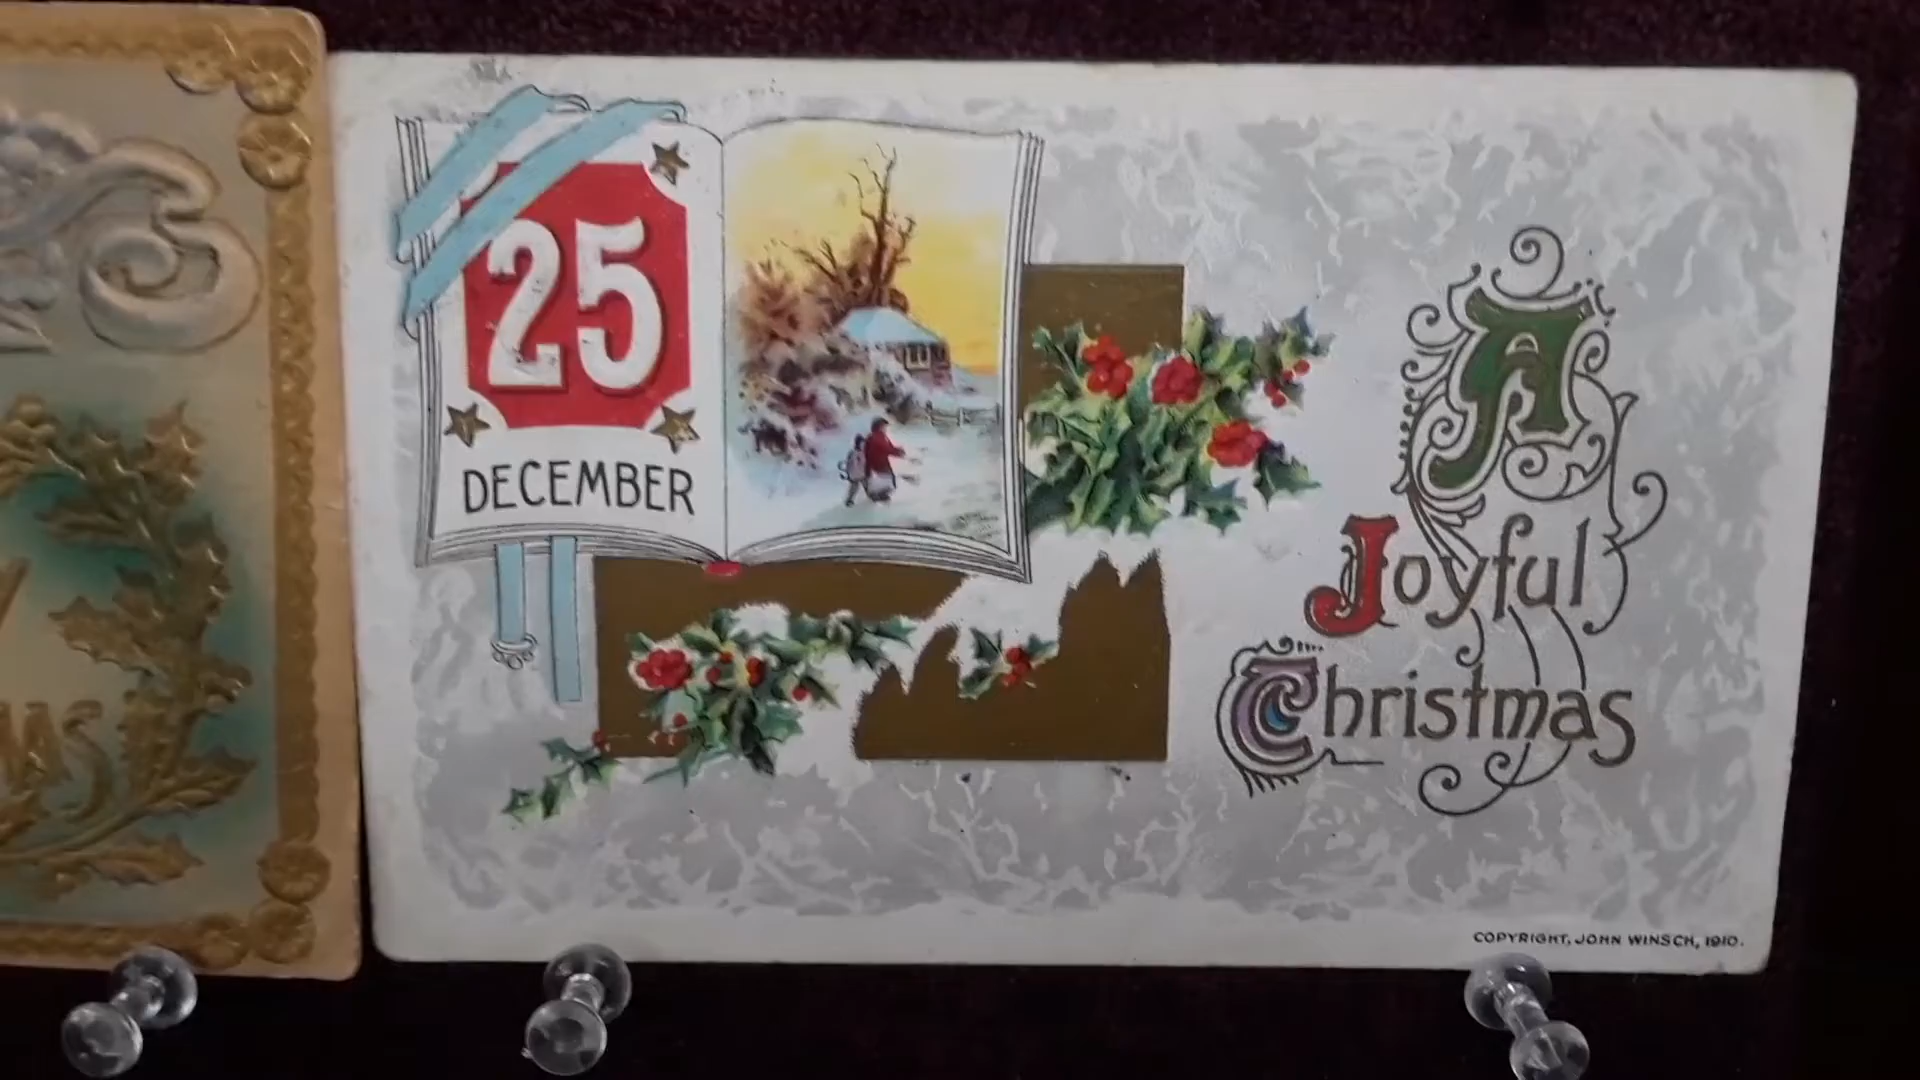 25
DECEMBER
A
Joyful
Christmas
COPYRIGHT, JOHN WINSCH, 1910.